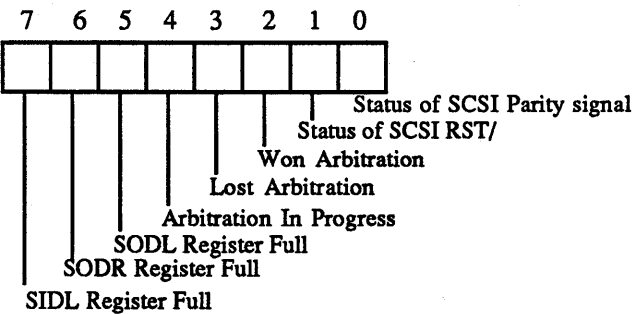 7 6 5 4 3 2 1 0
Status of SCSI Parity signal
Status of SCSI RST/
Won Arbitration
Lost Arbitration
Arbitration In Progress
SODL Register Full
SODR Register Full
SIDL Register Full